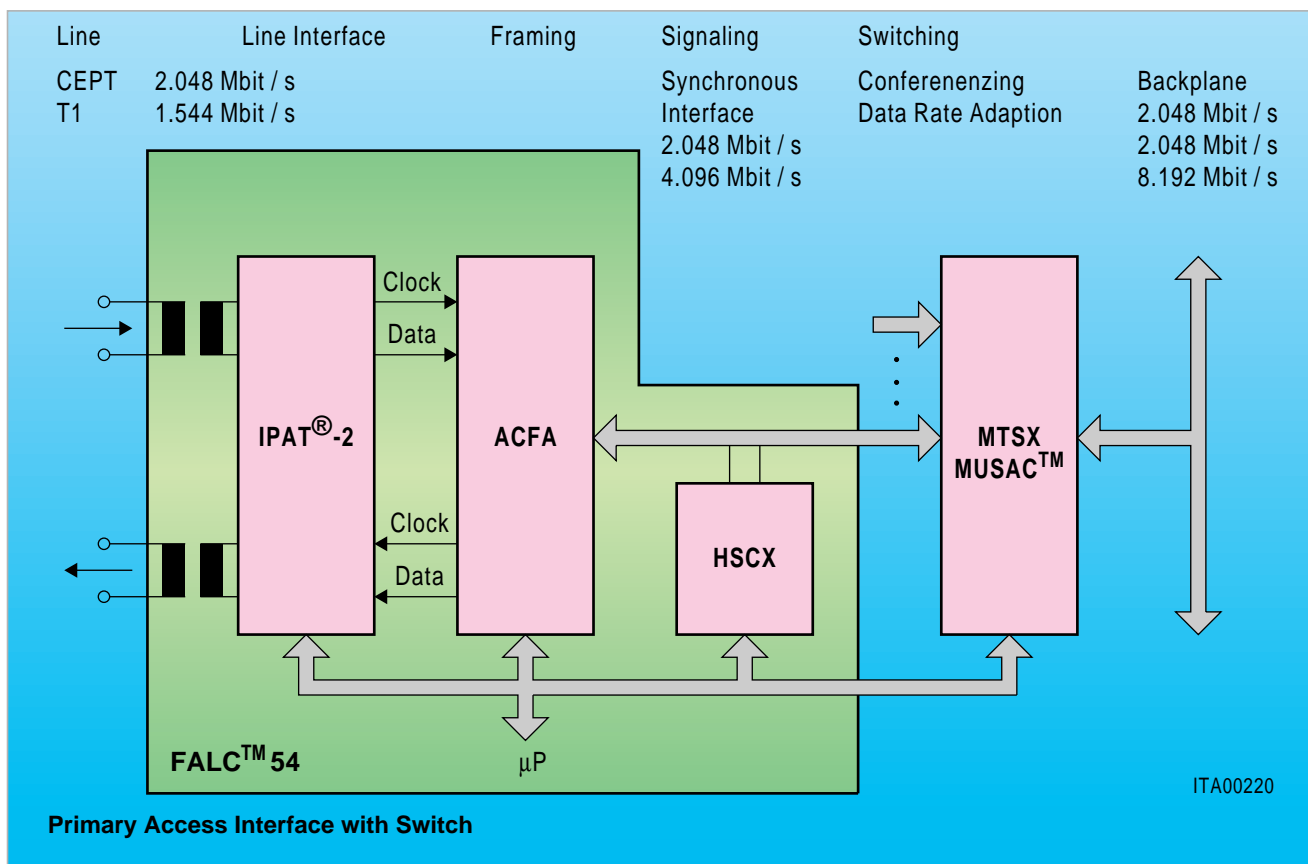 Line Line Interface Framing Signaling Switching
CEPT 2.048 Mbit / s Synchronous Conferenenzing Backplane
T1 1.544 Mbit / s Interface Data Rate Adaption 2.048 Mbit / s
2.048 Mbit / s 2.048 Mbit / s
4.096 Mbit / s 8.192 Mbit / s
Clock
Data
IPAT®-2 ACFA MTSX
MUSAC™
Clock
HSCX
Data
FALC™ 54 µP
ITA00220
Primary Access Interface with Switch